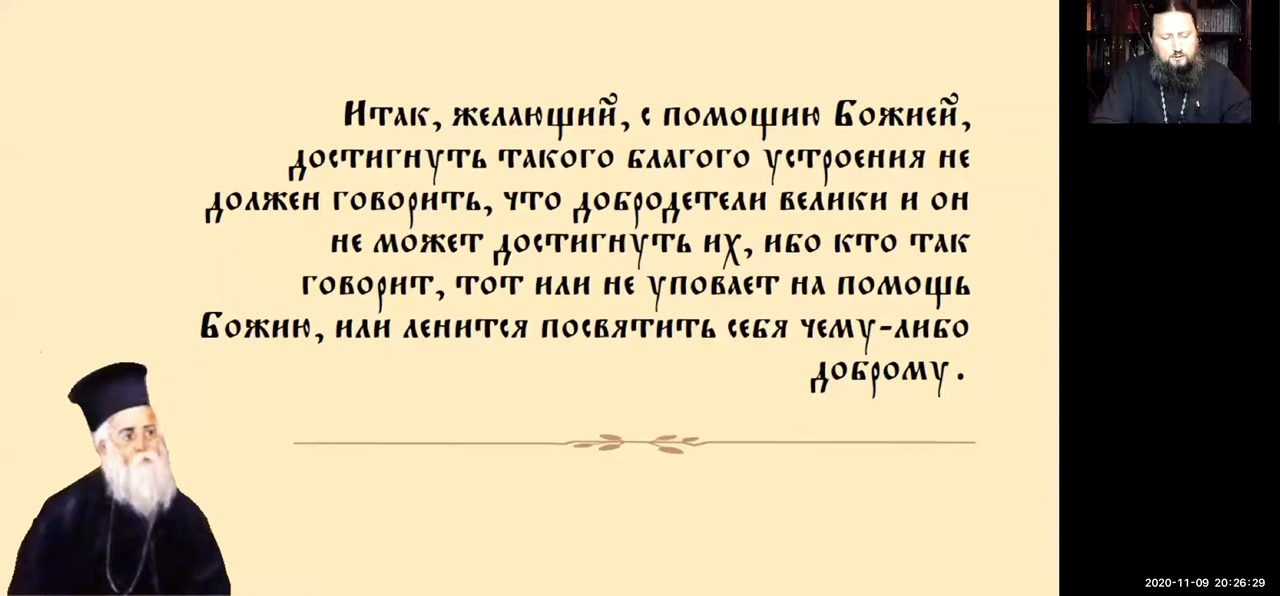 Итак, желающий, с помощию Божией,
достигнуть такого благого устроения не
должен говорить, что добродетели велики и он
не может достигнуть их, ибо кто так
говорит, тот или не уповает на помощь
Божию, или ленится посвятить себя чему-либо
доброму.
2020-11-09 20:26:29